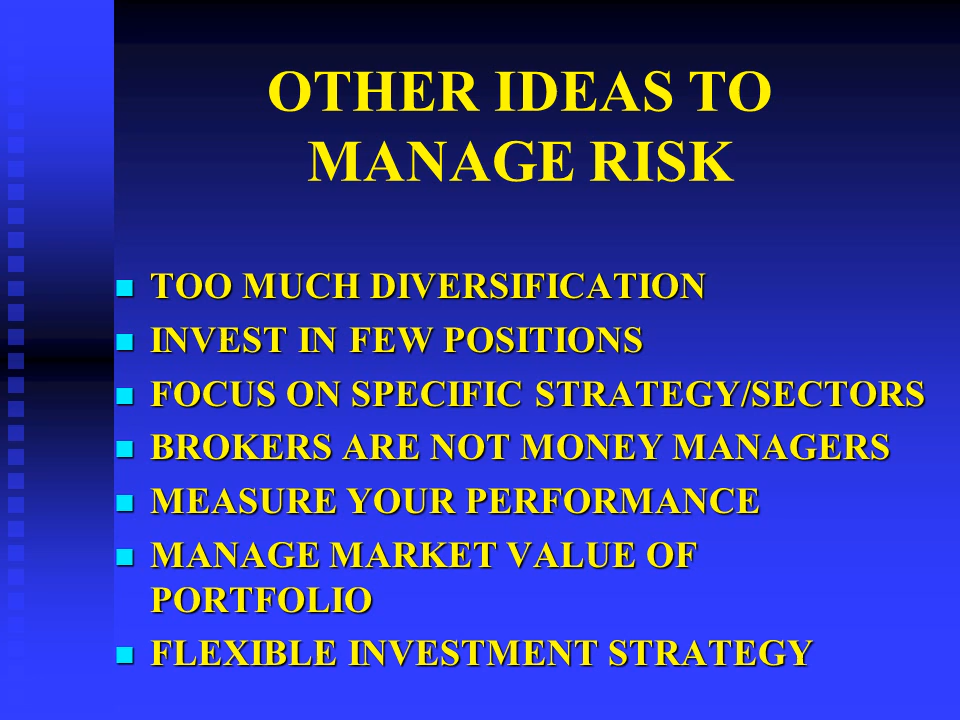 OTHER IDEAS TO
MANAGE RISK
TOO MUCH DIVERSIFICATION
INVEST IN FEW POSITIONS
FOCUS ON SPECIFIC STRATEGY/SECTORS
BROKERS ARE NOT MONEY MANAGERS
MEASURE YOUR PERFORMANCE
MANAGE MARKET VALUE OF
PORTFOLIO
FLEXIBLE INVESTMENT STRATEGY